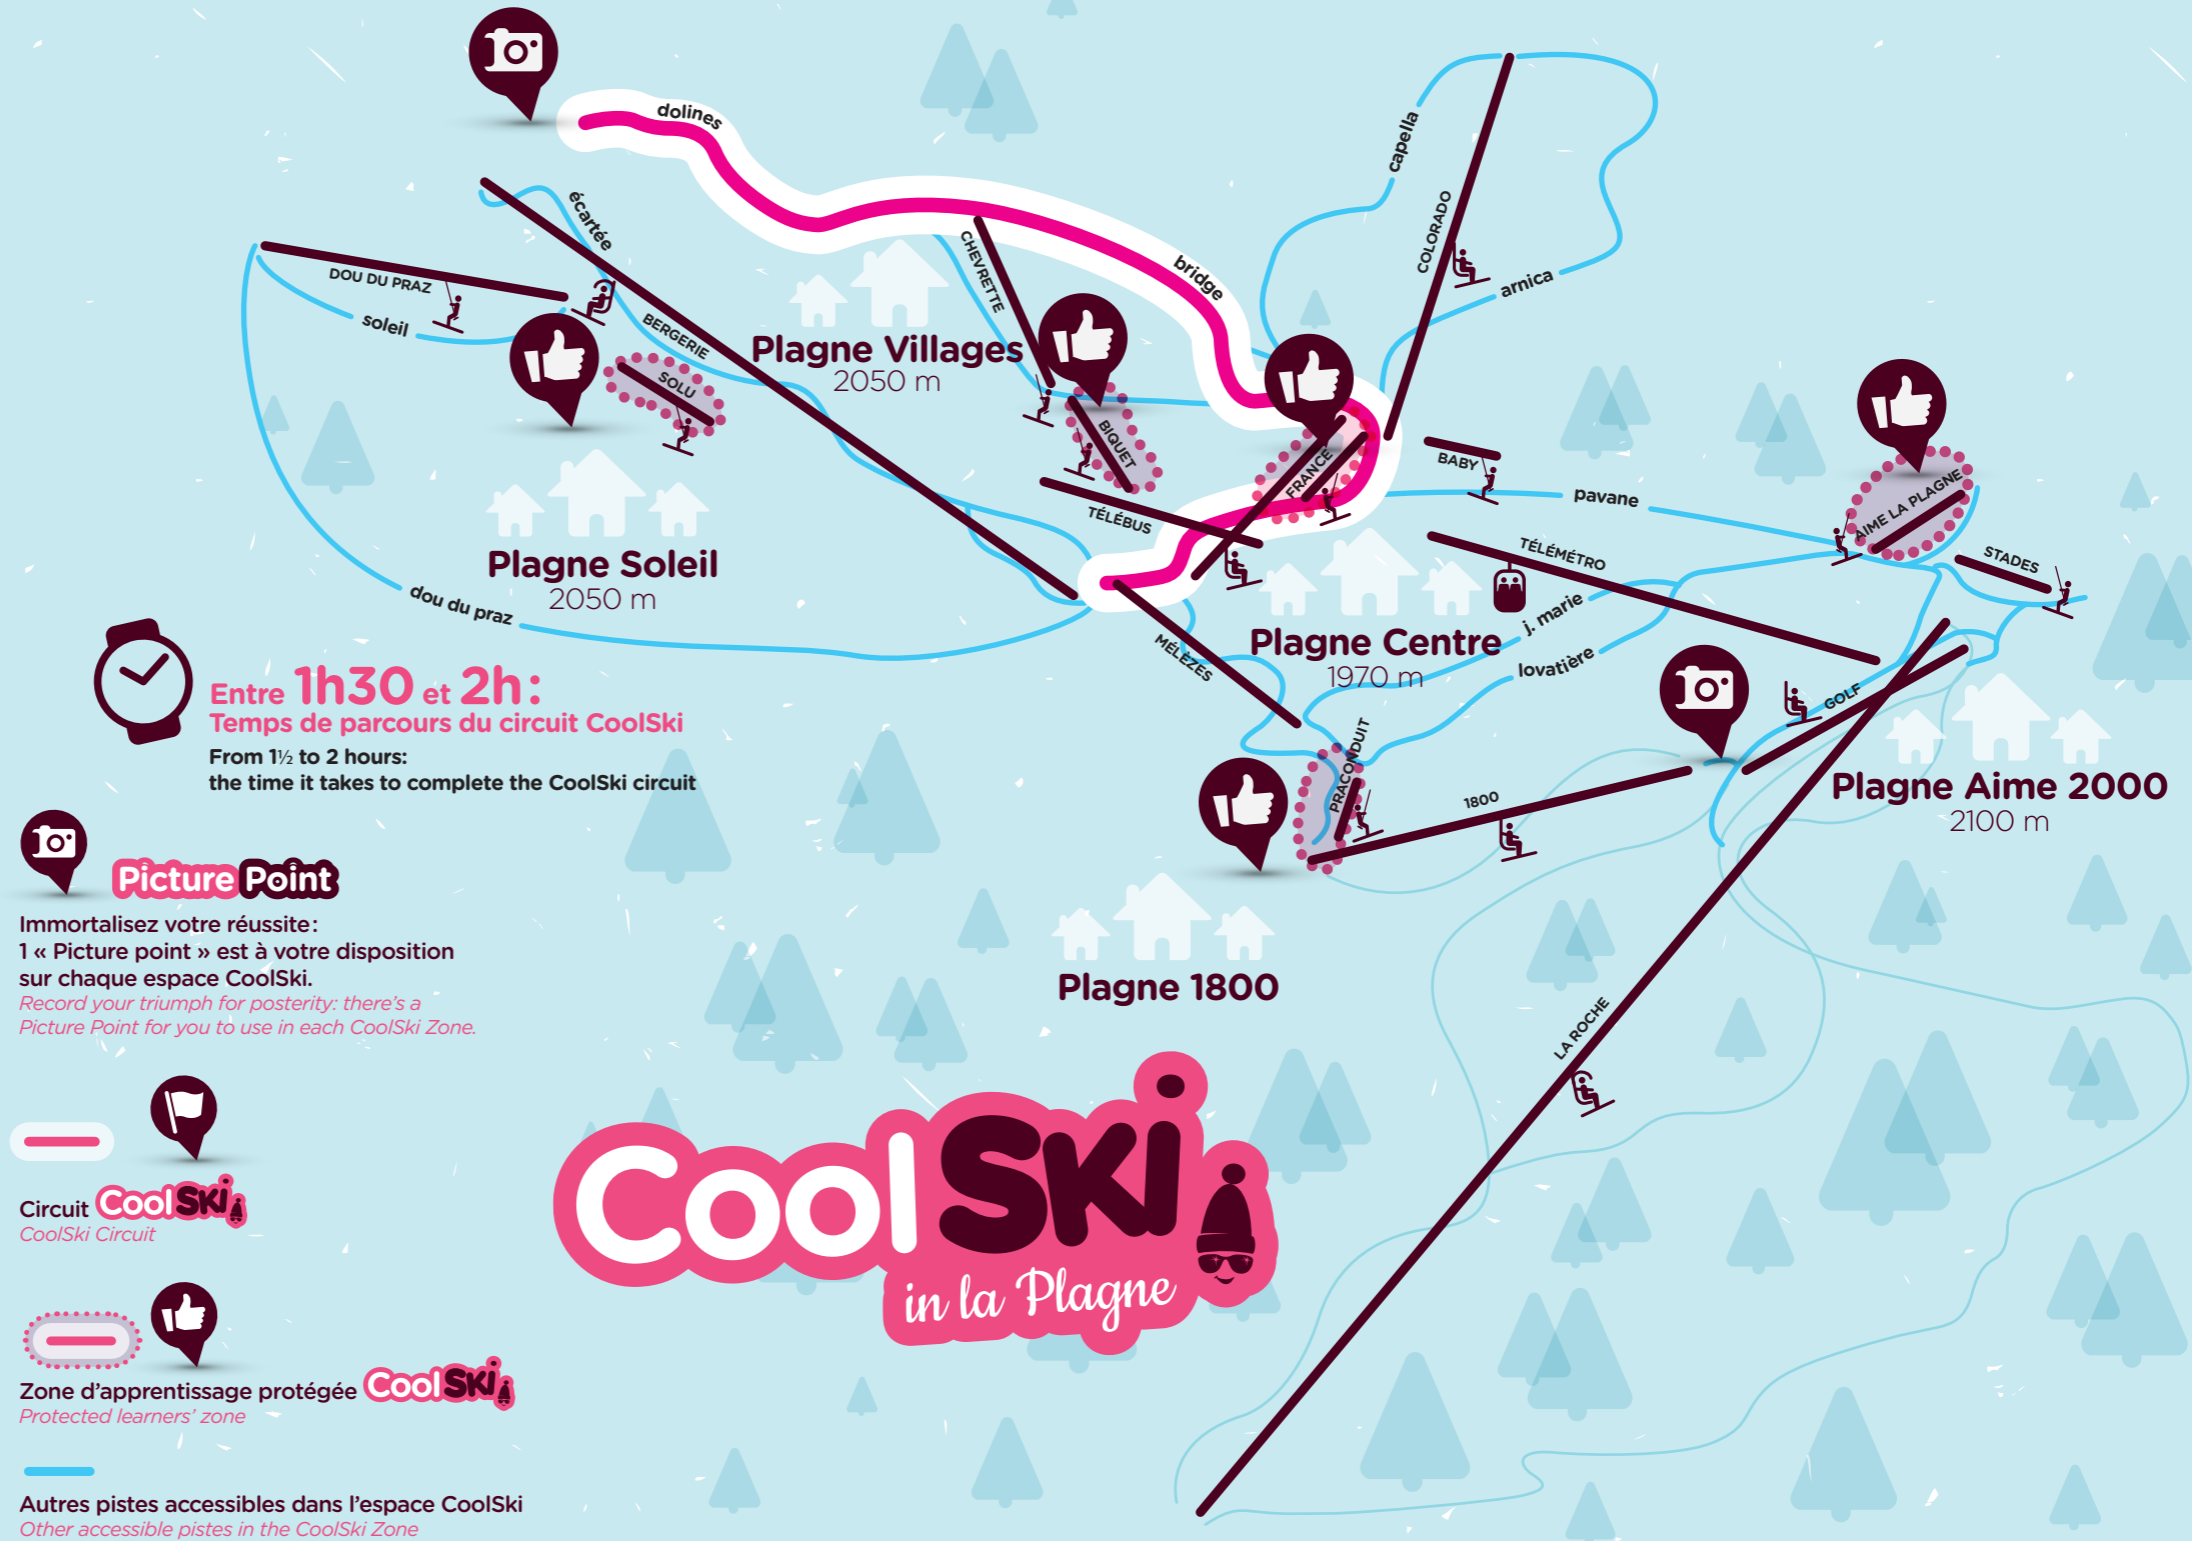 dolines
capella
COLORADO
écartée
CHEVRETTE
bridge
DOU DU PRAZ
arnica
soleil
BERGERIE
Plagne Villages
2050 m
SOLU
BIQUET
FRANCE
BABY
pavane
AIME LA PLAGNE
TÉLÉBUS
TÉLÉMÉTRO
STADES
Plagne Soleil
2050 m
dou du praz
j. marie
MÉLÈZES
Plagne Centre
1970 m
lovatière
GOLF
PRACONDUIT
1800
Plagne Aime 2000
2100 m
Plagne 1800
LA ROCHE
Entre 1h30 et 2h :
Temps de parcours du circuit CoolSki
From 1½ to 2 hours:
the time it takes to complete the CoolSki circuit
Picture Point
Immortalisez votre réussite :
1 « Picture point » est à votre disposition
sur chaque espace CoolSki.
Record your triumph for posterity: there's a
Picture Point for you to use in each CoolSki Zone.
Circuit CoolSKi
CoolSki Circuit
Zone d'apprentissage protégée CoolSKi
Protected learners' zone
Autres pistes accessibles dans l'espace CoolSki
Other accessible pistes in the CoolSki Zone
CoolSKi
in la Plagne